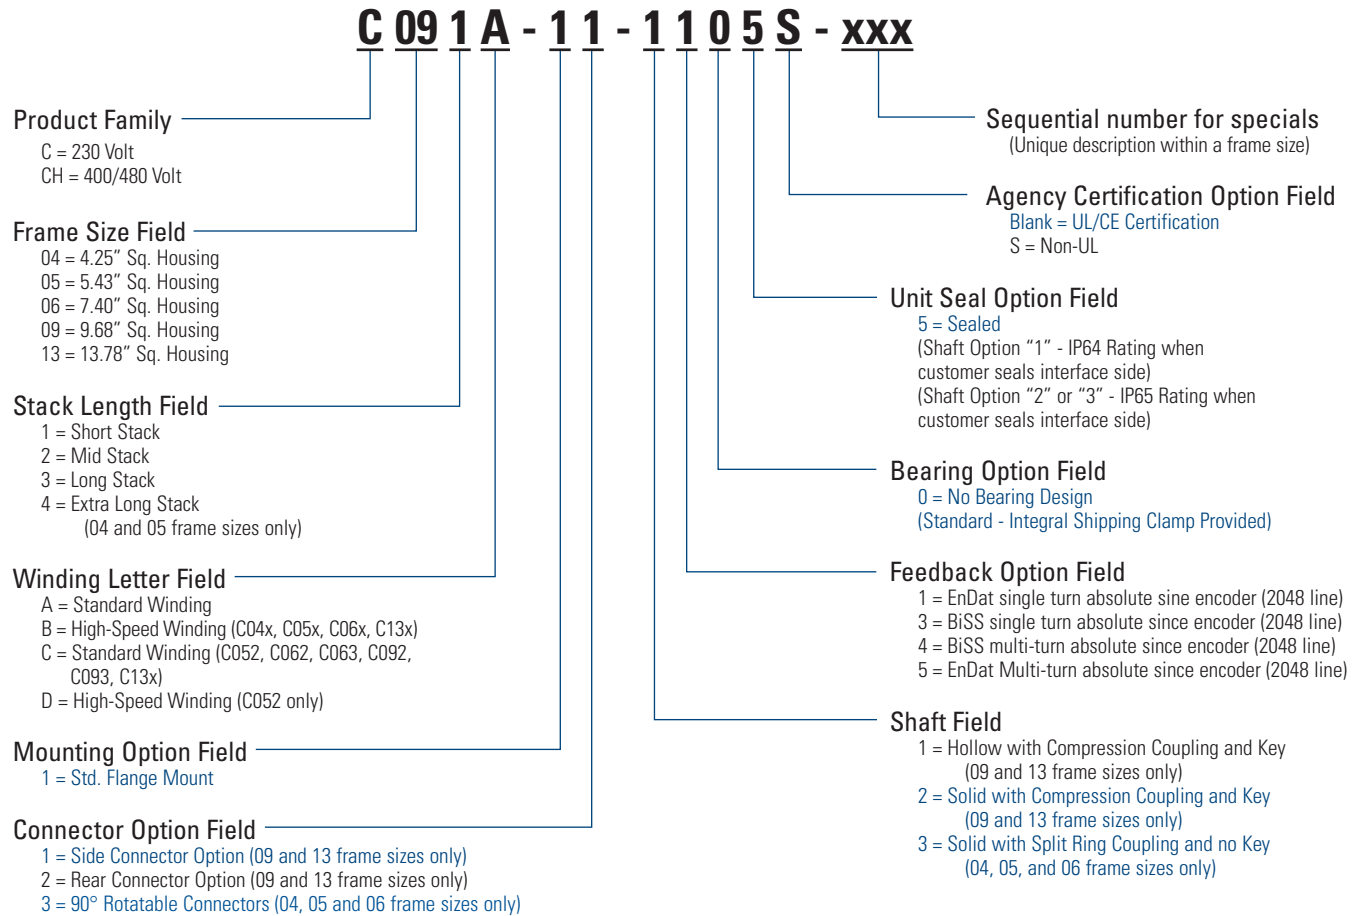 C 09 1 A - 1 1 - 1 1 0 5 S - xxx
Product Family
C = 230 Volt
CH = 400/480 Volt
Frame Size Field
04 = 4.25” Sq. Housing
05 = 5.43” Sq. Housing
06 = 7.40” Sq. Housing
09 = 9.68” Sq. Housing
13 = 13.78” Sq. Housing
Stack Length Field
1 = Short Stack
2 = Mid Stack
3 = Long Stack
4 = Extra Long Stack
(04 and 05 frame sizes only)
Winding Letter Field
A = Standard Winding
B = High-Speed Winding (C04x, C05x, C06x, C13x)
C = Standard Winding (C052, C062, C063, C092,
C093, C13x)
D = High-Speed Winding (C052 only)
Mounting Option Field
1 = Std. Flange Mount
Connector Option Field
1 = Side Connector Option (09 and 13 frame sizes only)
2 = Rear Connector Option (09 and 13 frame sizes only)
3 = 90° Rotatable Connectors (04, 05 and 06 frame sizes only)
Sequential number for specials
(Unique description within a frame size)
Agency Certification Option Field
Blank = UL/CE Certification
S = Non-UL
Unit Seal Option Field
5 = Sealed
(Shaft Option “1” - IP64 Rating when
customer seals interface side)
(Shaft Option “2” or “3” - IP65 Rating when
customer seals interface side)
Bearing Option Field
0 = No Bearing Design
(Standard - Integral Shipping Clamp Provided)
Feedback Option Field
1 = EnDat single turn absolute sine encoder (2048 line)
3 = BiSS single turn absolute since encoder (2048 line)
4 = BiSS multi-turn absolute since encoder (2048 line)
5 = EnDat Multi-turn absolute since encoder (2048 line)
Shaft Field
1 = Hollow with Compression Coupling and Key
(09 and 13 frame sizes only)
2 = Solid with Compression Coupling and Key
(09 and 13 frame sizes only)
3 = Solid with Split Ring Coupling and no Key
(04, 05, and 06 frame sizes only)